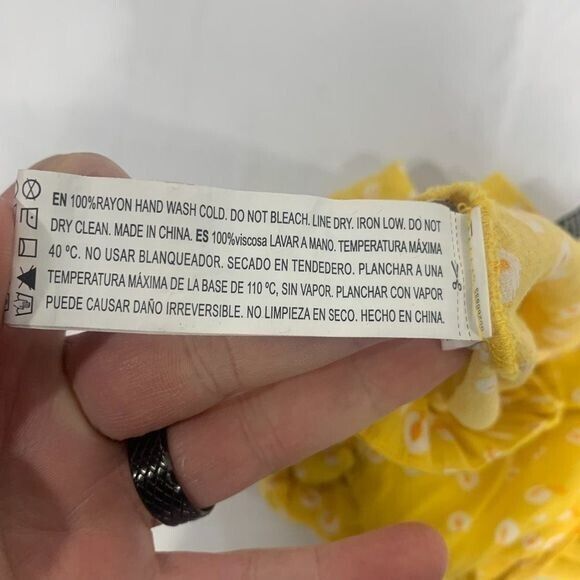 EN 100%RAYON HAND WASH COLD. DO NOT BLEACH. LINE DRY. IRON LOW. DO NOT
DRY CLEAN. MADE IN CHINA. ES 100%viscosa LAVAR A MANO. TEMPERATURA MÁXIMA
40 ºC. NO USAR BLANQUEADOR. SECADO EN TENDEDERO. PLANCHAR A UNA
TEMPERATURA MÁXIMA DE LA BASE DE 110 ºC, SIN VAPOR. PLANCHAR CON VAPOR
PUEDE CAUSAR DAÑO IRREVERSIBLE. NO LIMPIEZA EN SECO. HECHO EN CHINA.